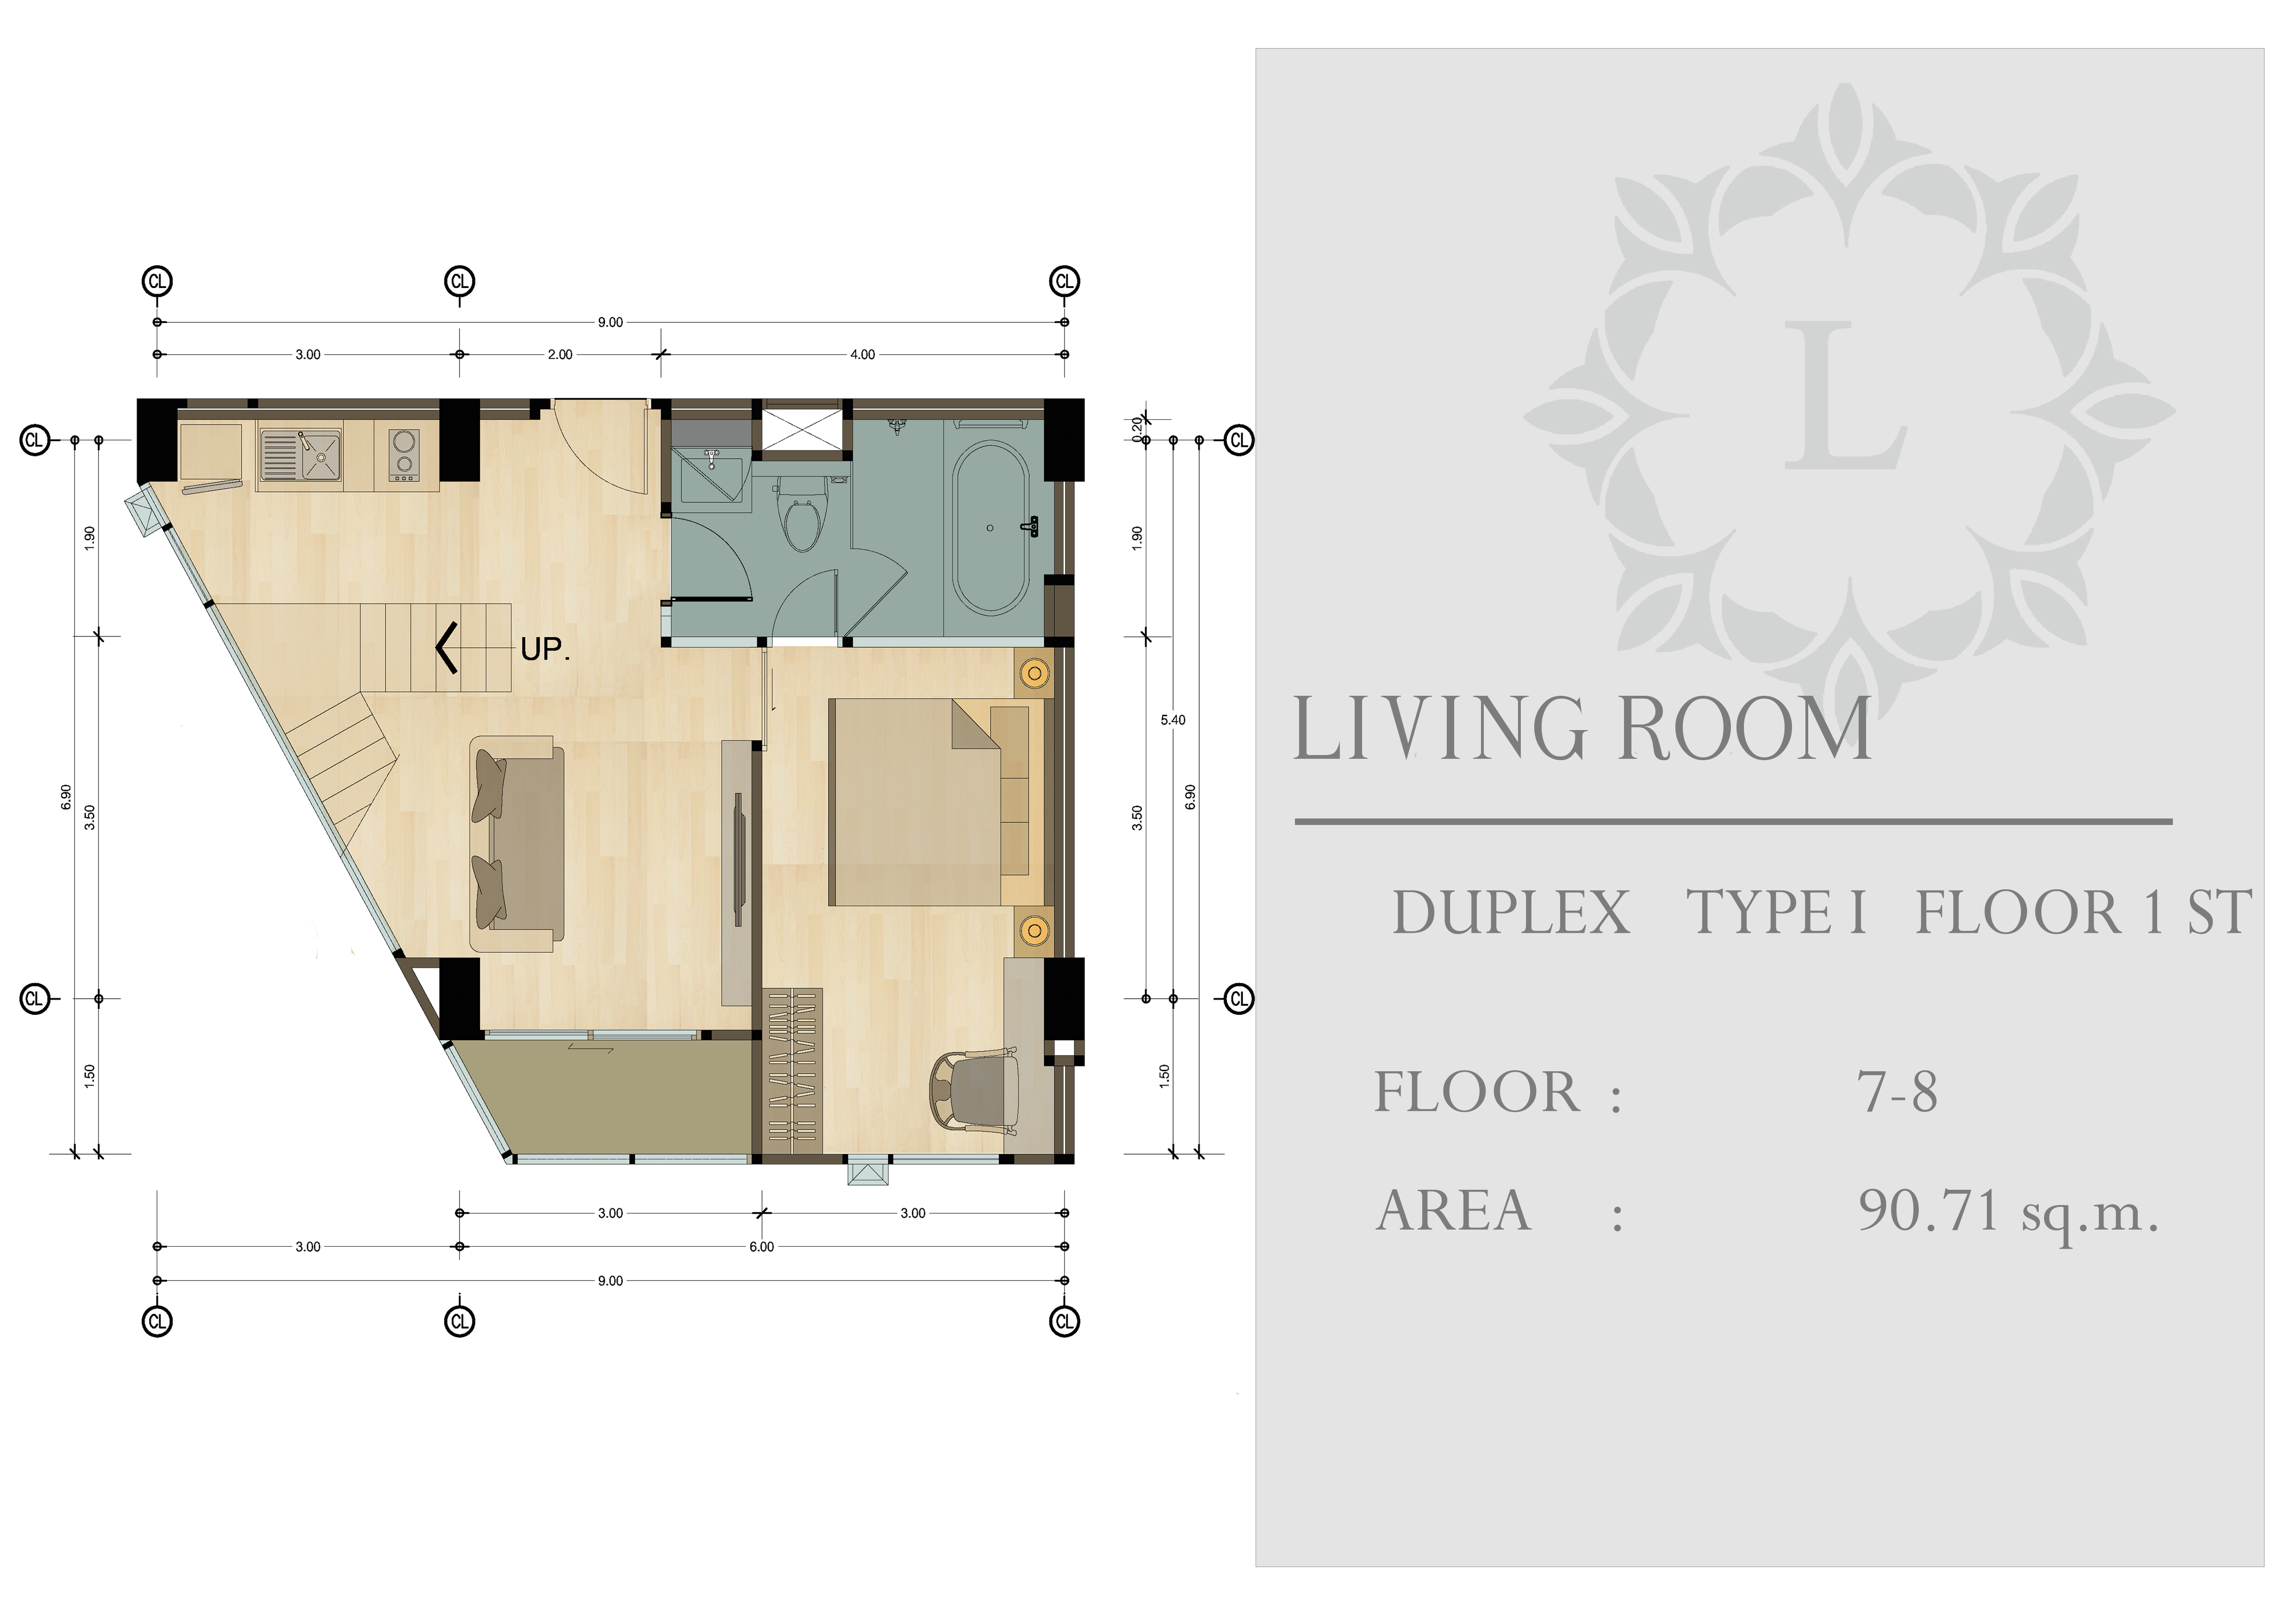 CL CL CL
9.00
3.00 2.00 4.00
CL CL
0.20
1.90 1.90
UP.
5.40
6.90 3.50 3.50 6.90
CL CL
1.50 1.50
3.00 3.00
3.00 6.00
9.00
CL CL CL
L
LIVING ROOM
DUPLEX TYPE I FLOOR 1 ST
FLOOR : 7-8
AREA : 90.71 sq.m.